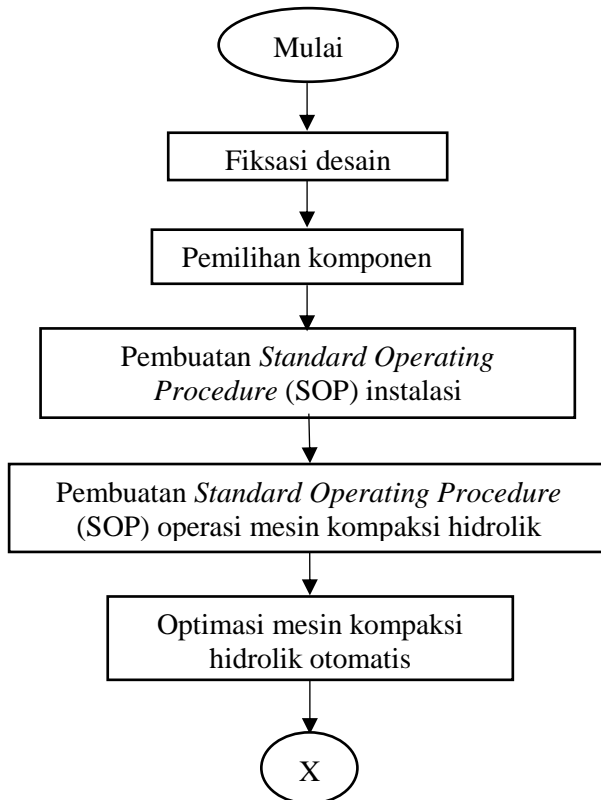 Mulai
Fiksasi desain
Pemilihan komponen
Pembuatan Standard Operating
Procedure (SOP) instalasi
Pembuatan Standard Operating Procedure
(SOP) operasi mesin kompaksi hidrolik
Optimasi mesin kompaksi
hidrolik otomatis
X